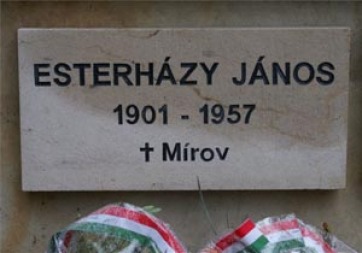 ESTERHÁZY JÁNOS
1901 - 1957
✝ Mírov